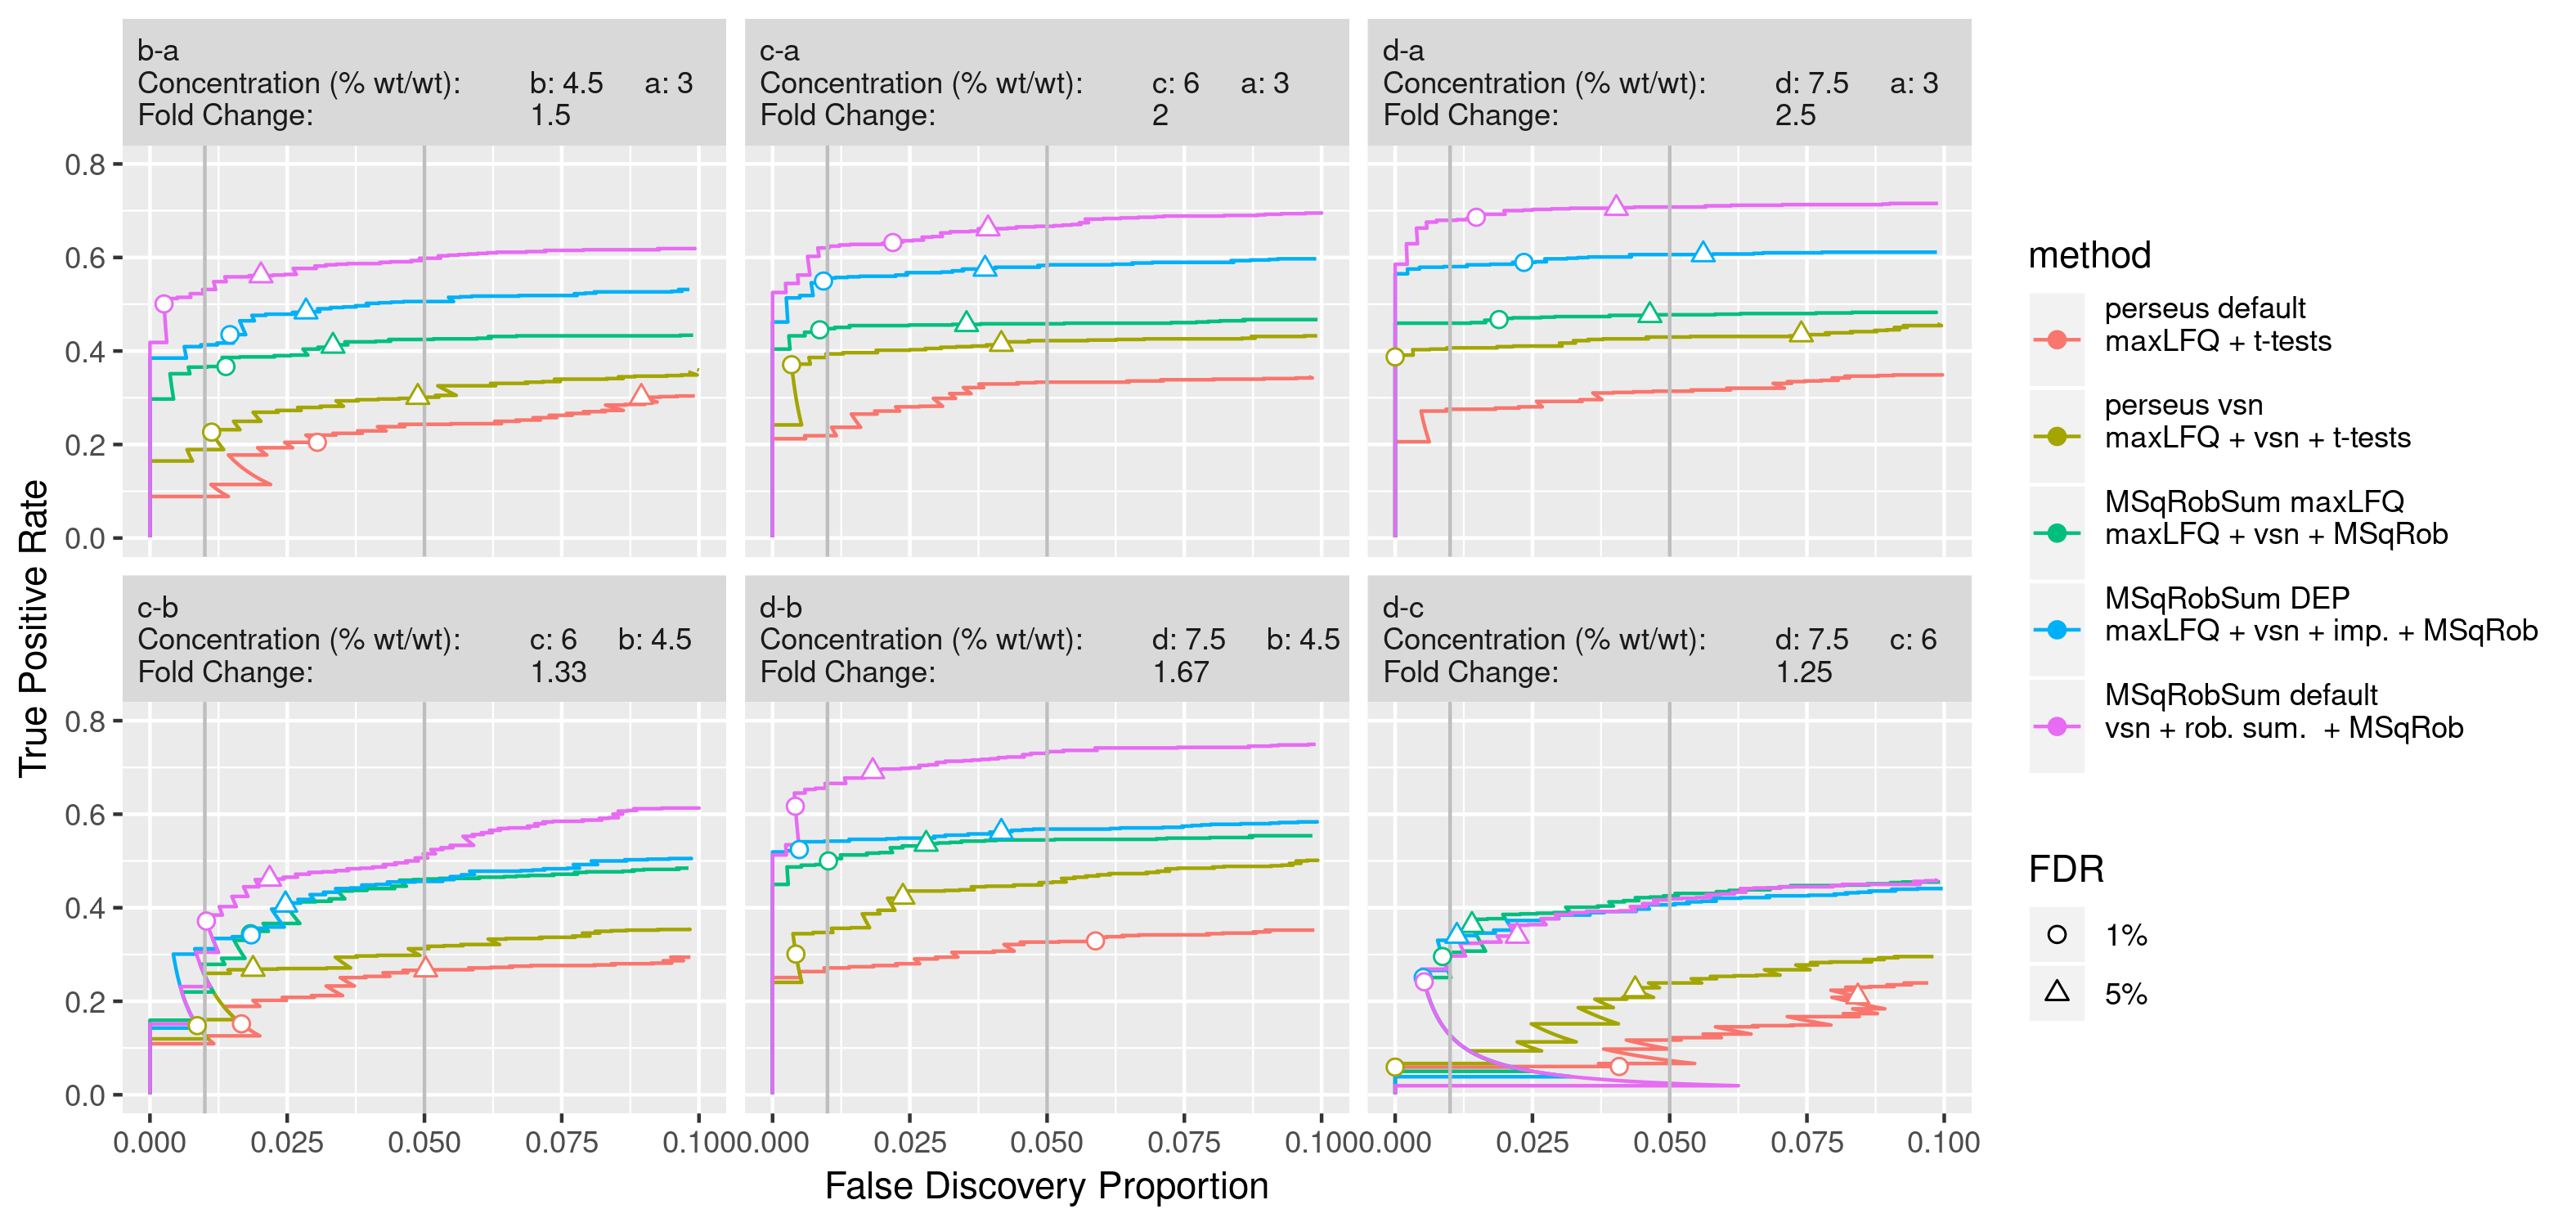 b-a
Concentration (% wt/wt): b: 4.5 a: 3
Fold Change: 1.5
c-a
Concentration (% wt/wt): c: 6 a: 3
Fold Change: 2
d-a
Concentration (% wt/wt): d: 7.5 a: 3
Fold Change: 2.5
0.8
0.6
0.4
0.2
0.0
c-b
Concentration (% wt/wt): c: 6 b: 4.5
Fold Change: 1.33
d-b
Concentration (% wt/wt): d: 7.5 b: 4.5
Fold Change: 1.67
d-c
Concentration (% wt/wt): d: 7.5 c: 6
Fold Change: 1.25
0.8
0.6
0.4
0.2
0.0
True Positive Rate
0.000 0.025 0.050 0.075 0.100
0.000 0.025 0.050 0.075 0.100
0.000 0.025 0.050 0.075 0.100
False Discovery Proportion
method
perseus default
maxLFQ + t-tests
perseus vsn
maxLFQ + vsn + t-tests
MSqRobSum maxLFQ
maxLFQ + vsn + MSqRob
MSqRobSum DEP
maxLFQ + vsn + imp. + MSqRob
MSqRobSum default
vsn + rob. sum. + MSqRob
FDR
1%
5%